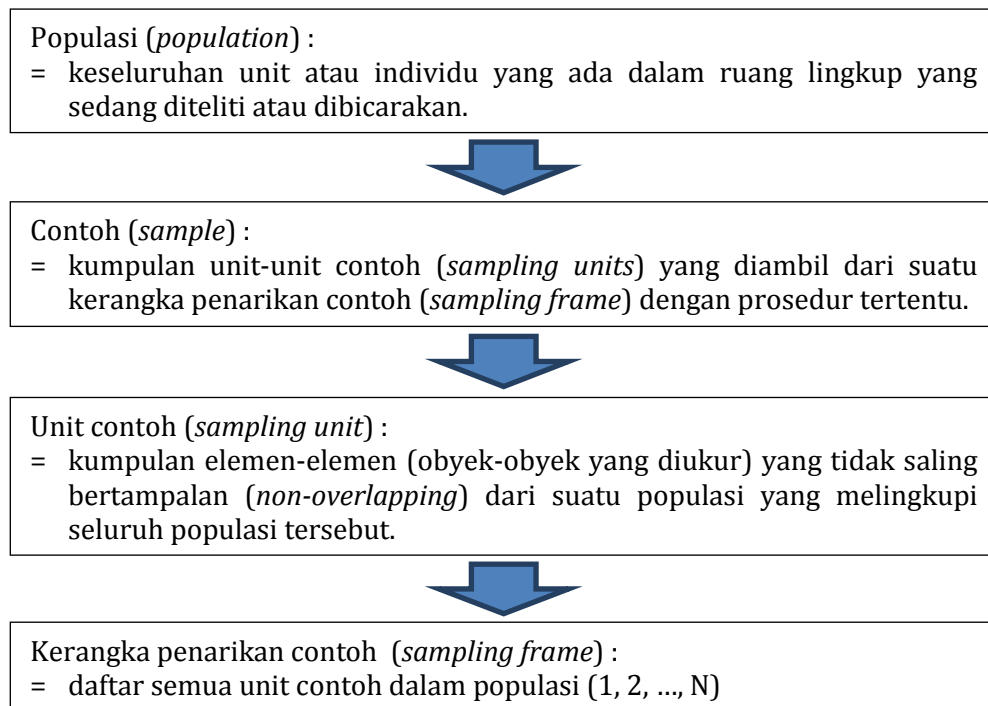 Populasi (population) :
= keseluruhan unit atau individu yang ada dalam ruang lingkup yang
sedang diteliti atau dibicarakan.
Contoh (sample) :
= kumpulan unit-unit contoh (sampling units) yang diambil dari suatu
kerangka penarikan contoh (sampling frame) dengan prosedur tertentu.
Unit contoh (sampling unit) :
= kumpulan elemen-elemen (obyek-obyek yang diukur) yang tidak saling
bertampalan (non-overlapping) dari suatu populasi yang melingkupi
seluruh populasi tersebut.
Kerangka penarikan contoh (sampling frame) :
= daftar semua unit contoh dalam populasi (1, 2, ..., N)